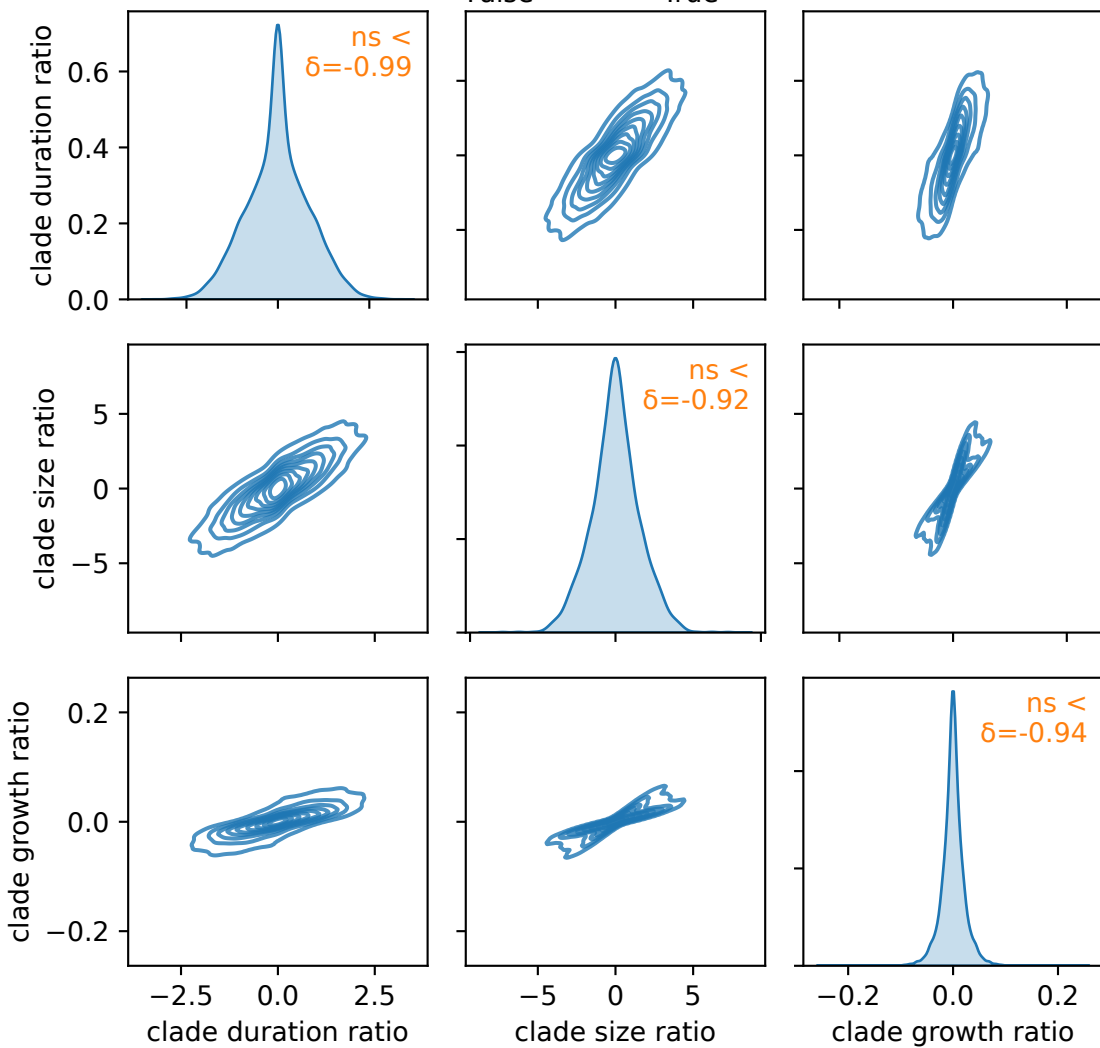 clade duration ratio
0.6
0.4
0.2
0.0
ns <
δ=-0.99
clade size ratio
5
0
−5
ns <
δ=-0.92
clade growth ratio
0.2
0.0
−0.2
ns <
δ=-0.94
−2.5 0.0 2.5
−5 0 5
−0.2 0.0 0.2
clade duration ratio
clade size ratio
clade growth ratio